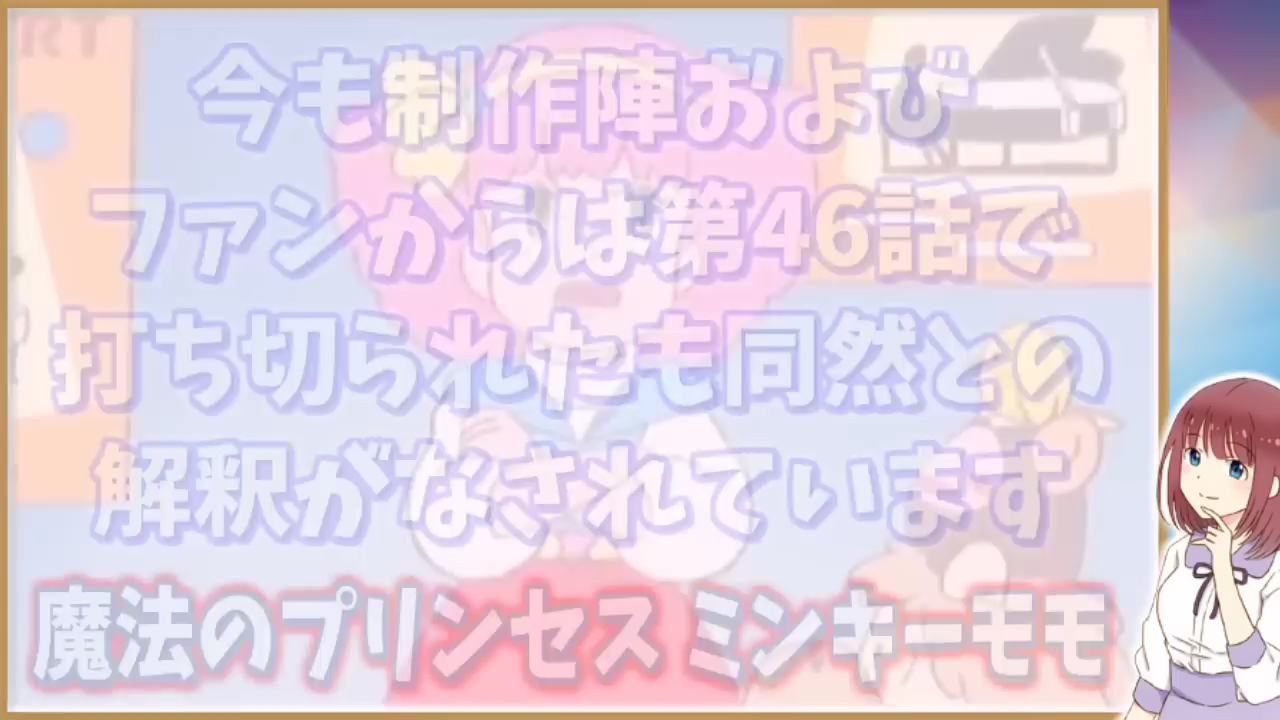 RT
今も制作陣および
ファンからは第46話で
打ち切られたも同然との
解釈がなされています
魔法のプリンセス ミンキーモモ